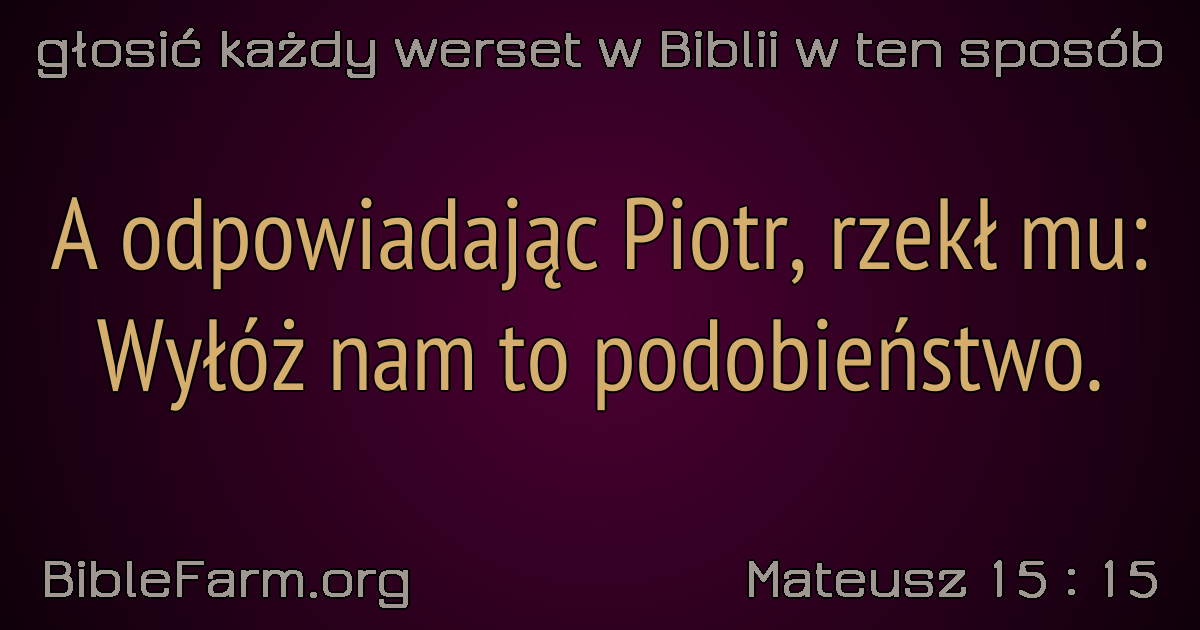 głosić każdy werset w Biblii w ten sposób
A odpowiadając Piotr, rzekł mu:
Wyłóż nam to podobieństwo.
BibleFarm.org
Mateusz 15 : 15